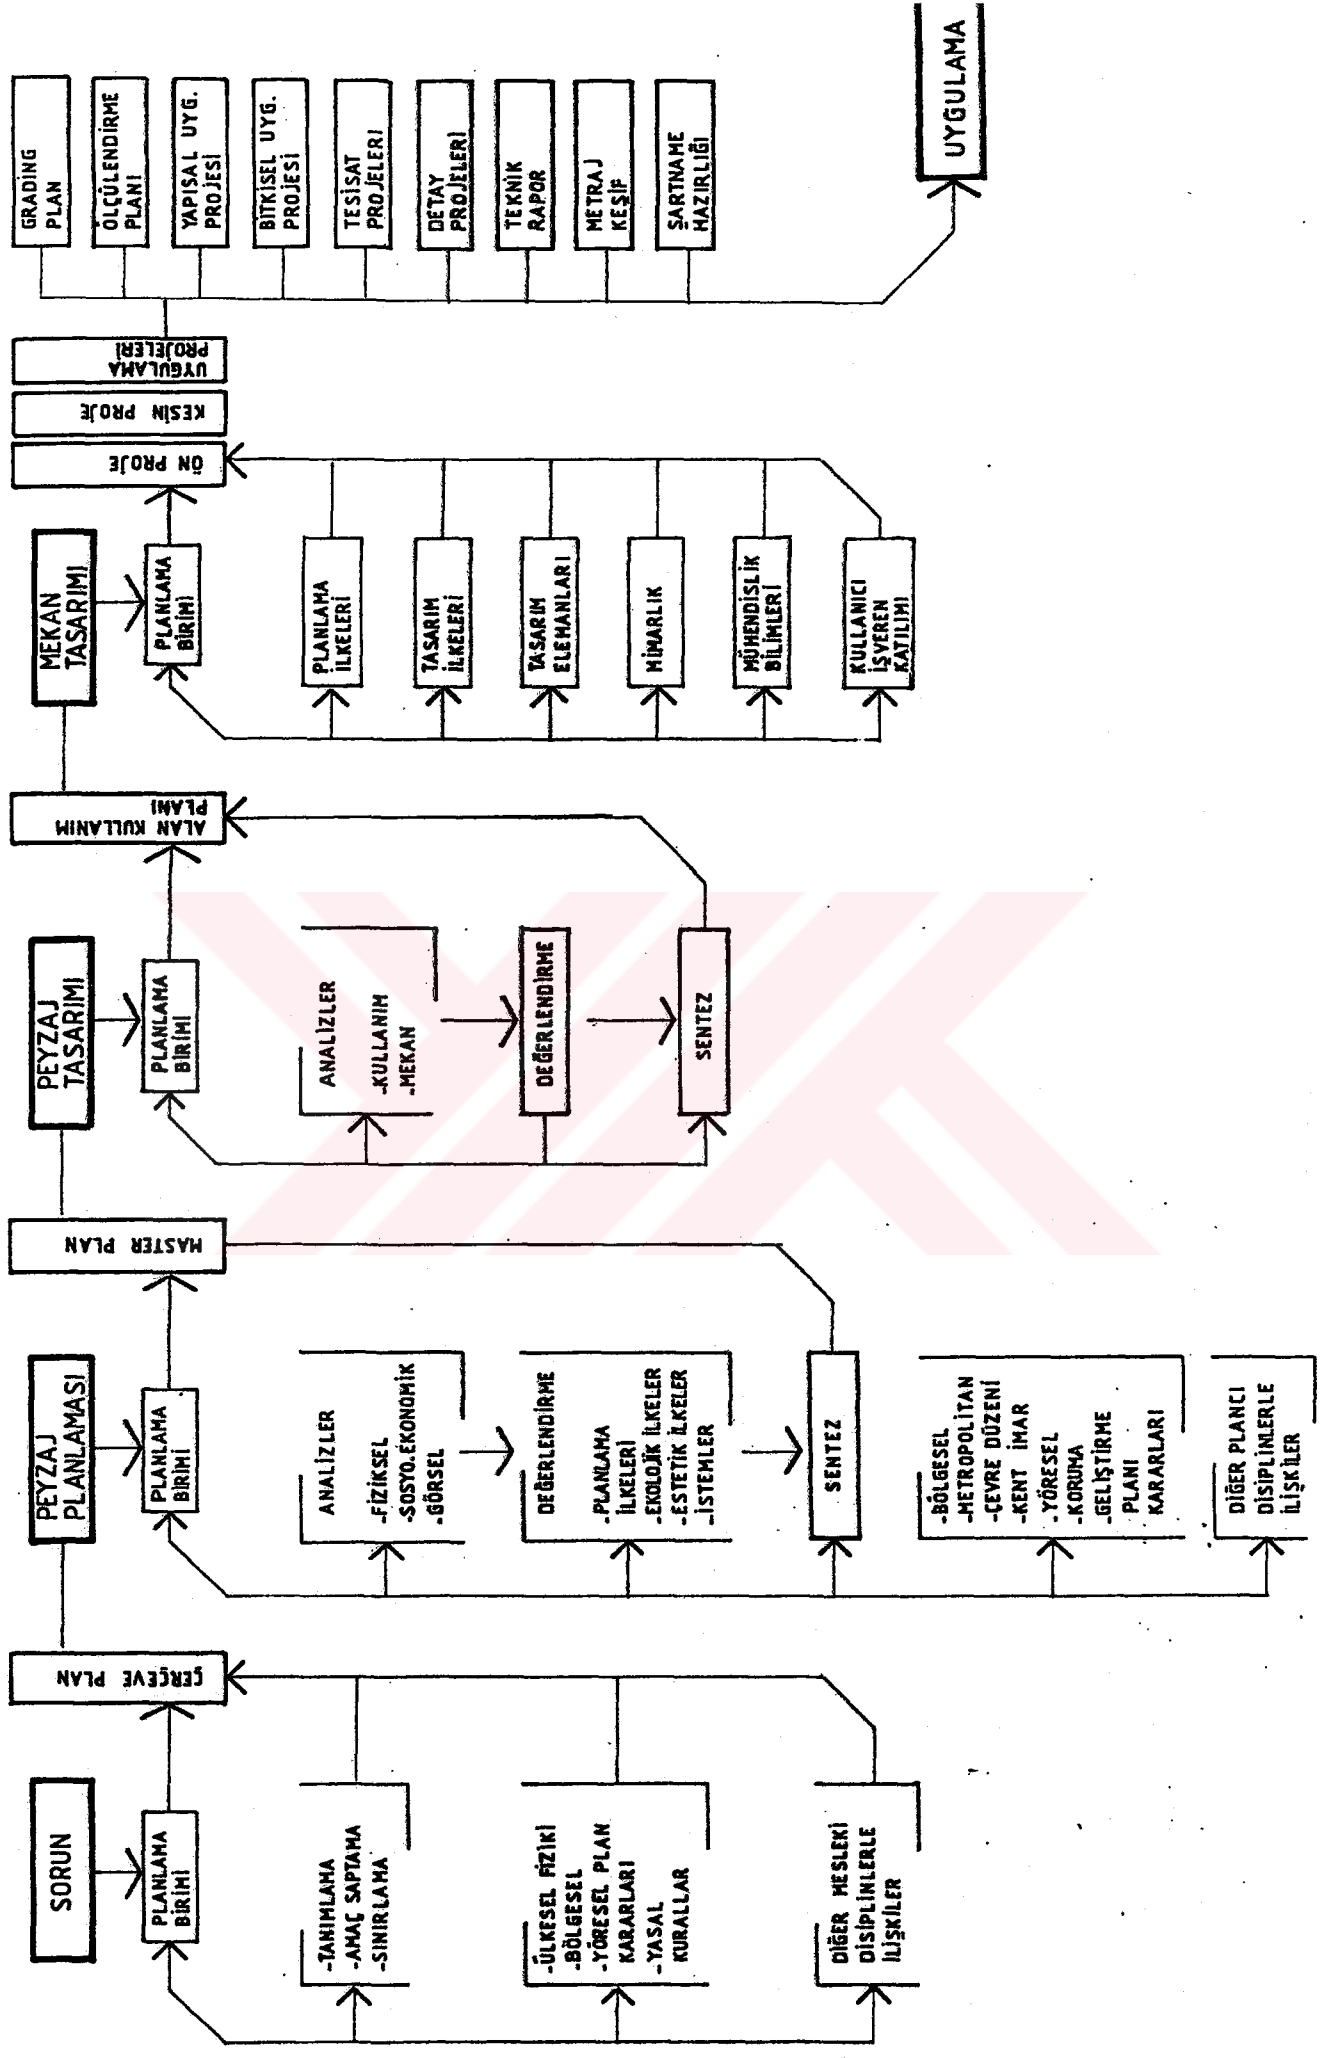 SORUN
PLANLAMA
BİRİMİ
-TANIMLAMA
-AMAÇ SAPTAMA
-SINIRLAMA
-ÜLKESEL FİZİKİ
-BÖLGESEL
-YÖRESEL PLAN
KARARLARI
-YASAL
KURALLAR
DİĞER MESLEKİ
DİSİPLİNLERLE
İLİŞKİLER
ÇERÇEVE PLAN
PEYZAJ
PLANLAMASI
PLANLAMA
BİRİMİ
ANALİZLER
-FİZİKSEL
-SOSYO.EKONOMİK
-GÖRSEL
DEĞERLENDİRME
-PLANLAMA
İLKELERİ
-EKOLOJİK İLKELER
-ESTETİK İLKELER
-İSTEMLER
SENTEZ
-BÖLGESEL
-METROPOLİTAN
-ÇEVRE DÜZENİ
-KENT İMAR
-YÖRESEL
-KORUMA
-GELİŞTİRME
PLANI
KARARLARI
DİĞER PLANCI
DİSİPLİNLERLE
İLİŞKİLER
MASTER PLAN
PEYZAJ
TASARIMI
PLANLAMA
BİRİMİ
ANALİZLER
-KULLANIM
-MEKAN
DEĞERLENDİRME
SENTEZ
ALAN KULLANIM
PLANI
MEKAN
TASARIMI
PLANLAMA
BİRİMİ
PLANLAMA
İLKELERİ
TASARIM
İLKELERİ
TASARIM
ELEMANLARI
MİMARLIK
MÜHENDİSLİK
BİLİMLERİ
KULLANICI
İŞVEREN
KATILIMI
ÖN PROJE
KESİN PROJE
UYGULAMA
PROJELERİ
GRADING
PLAN
ÖLÇÜLENDİRME
PLANI
YAPISAL UYG.
PROJESİ
BİTKİSEL UYG.
PROJESİ
TESİSAT
PROJELERI
DETAY
PROJELERİ
TEKNİK
RAPOR
METRAJ
KEŞİF
ŞARTNAME
HAZIRLIĞI
UYGULAMA